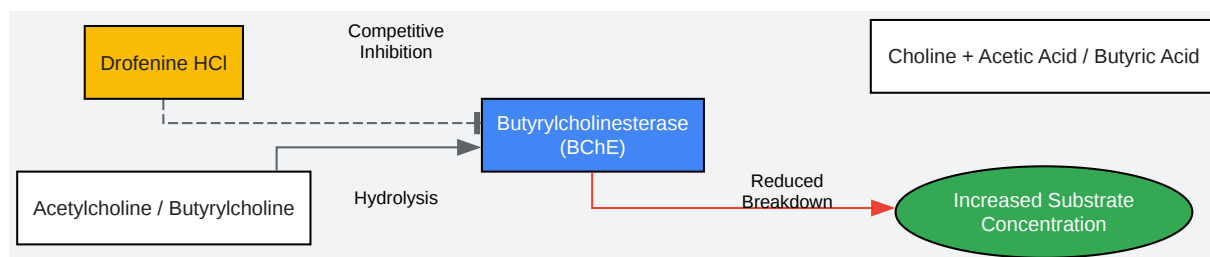 Competitive
Inhibition
Drofenine HCl
Choline + Acetic Acid / Butyric Acid
Butyrylcholinesterase
(BChE)
Acetylcholine / Butyrylcholine
Hydrolysis
Reduced
Breakdown
Increased Substrate
Concentration